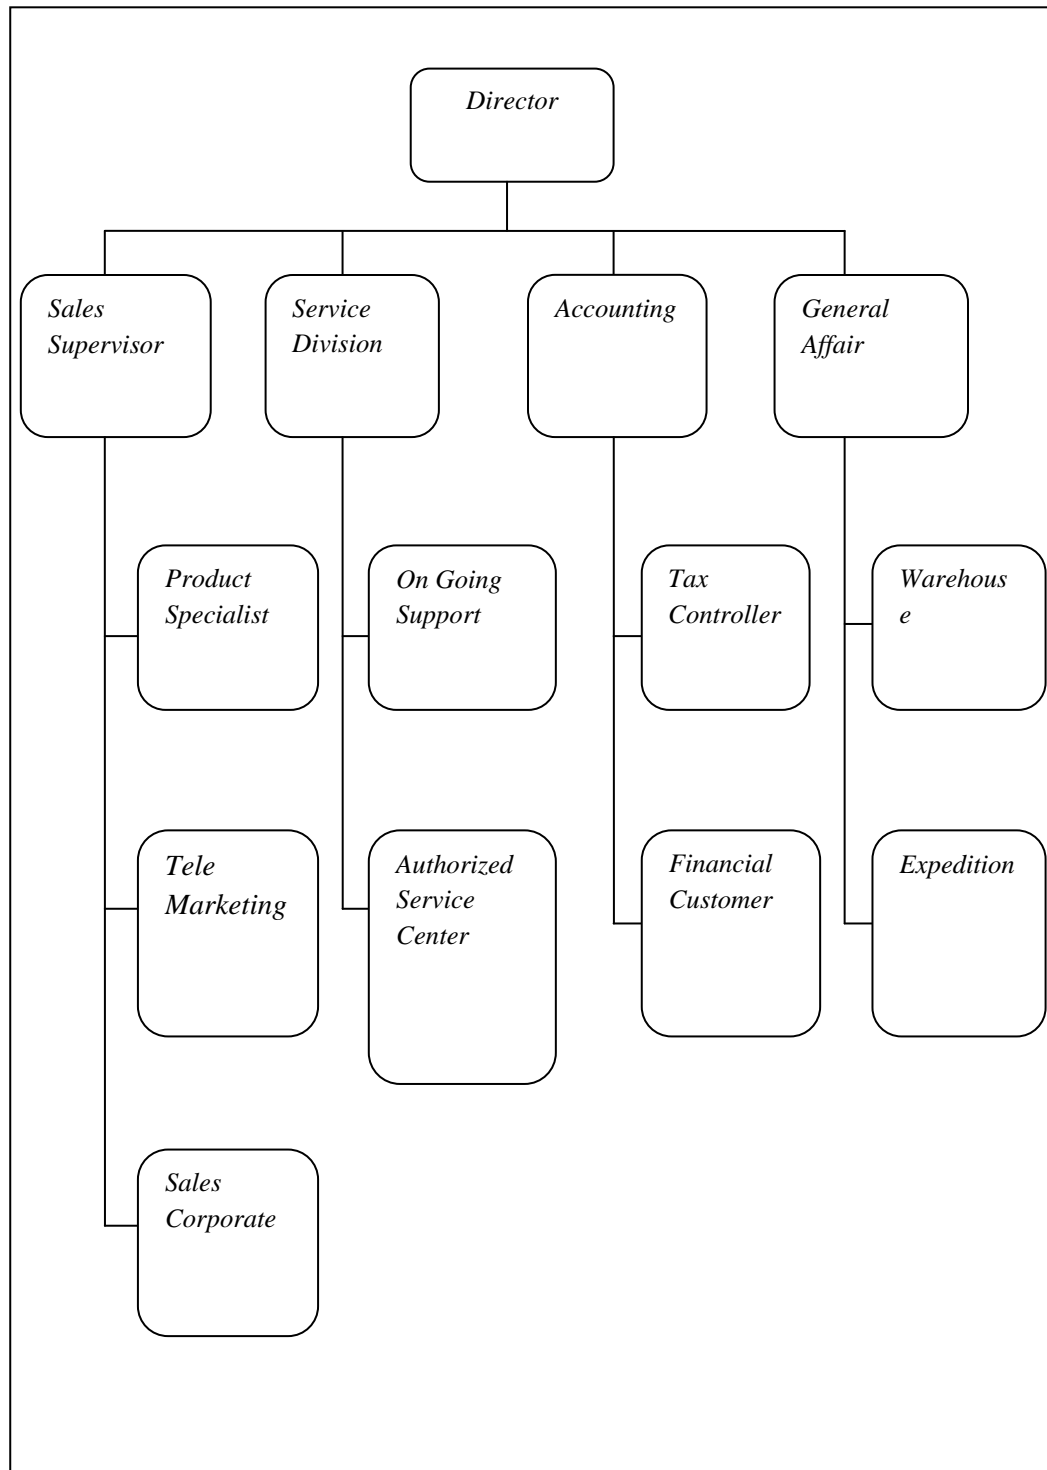 Director
Sales
Supervisor
Service
Division
Accounting
General
Affair
Product
Specialist
On Going
Support
Tax
Controller
Warehous
e
Tele
Marketing
Authorized
Service
Center
Financial
Customer
Expedition
Sales
Corporate